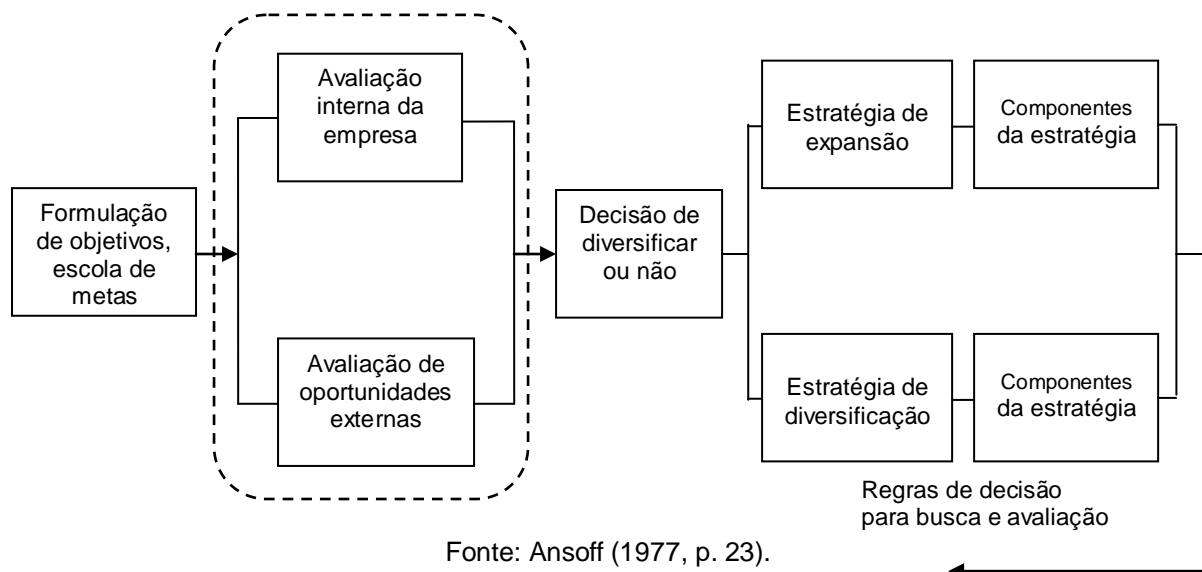 Formulação
de objetivos,
escola de
metas
Avaliação
interna da
empresa
Avaliação de
oportunidades
externas
Decisão de
diversificar
ou não
Estratégia de
expansão
Componentes
da estratégia
Estratégia de
diversificação
Componentes
da estratégia
Regras de decisão
para busca e avaliação
Fonte: Ansoff (1977, p. 23).